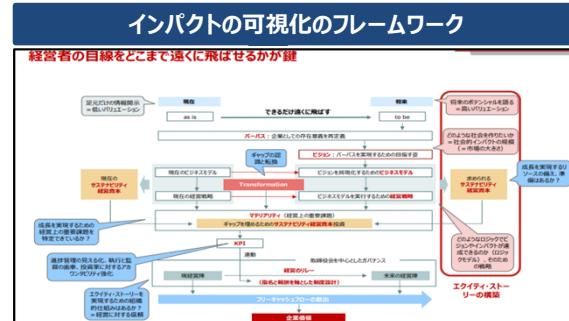 インパクトの可視化のフレームワーク
経営者の目線をどこまで遠くに飛ばせるかが鍵
足元だけの情報開示
＝低いバリュエーション
現在
できるだけ遠くに飛ばす
将来
将来のポテンシャルを語る
＝高いバリュエーション
as is
to be
パーパス：企業としての存在意義を再定義
ビジョン：パーパスを実現するための目指す姿
どのような社会を作りたいか
＝社会的インパクトの規模
（＝市場の大きさ）
ギャップの認
識と転換
現在の
サステナビリティ
経営資本
現在のビジネスモデル
ビジョンを実現化するためのビジネスモデル
Transformation
現在の経営戦略
ビジネスモデルを実行するための経営戦略
求められる
サステナビリティ
経営資本
成長を実現するリ
ソースの備え、準
備はあるか？
マテリアリティ（経営上の重要課題）
ギャップを埋めるためのサステナビリティ経営資本投資
成長を実現するための
経営上の重要課題を
特定できているか？
KPI
連動
進捗管理の見える化、執行と監
督の両輪、投資家に対するアカ
ウンタビリティ強化
取締役会を中心としたガバナンス
現経営陣
経営のリレー
（指名と報酬を軸とした制度設計）
未来の経営陣
どのようなロジックでビ
ジョンやインパクトが達
成できるのか（ロジッ
クモデル）、そのため
の戦略
エクイティ・ストーリーを
実現するための組織
的仕組みはあるか？
＝経営に対する信頼
フリーキャッシュフローの創出
企業価値
エクイティ・ストー
リーの構築